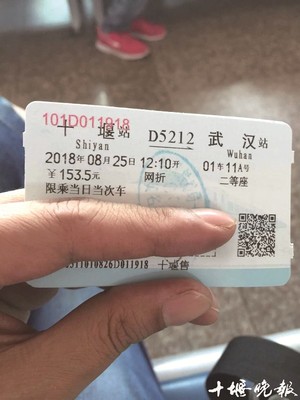 101D011918
十堰站 D5212 武汉站
Shiyan Wuhan
2018年08月25日 12:10开 01车11A号
￥153.5元 网折 二等座
限乘当日当次车
11010826D011918 十堰售
十堰晚报